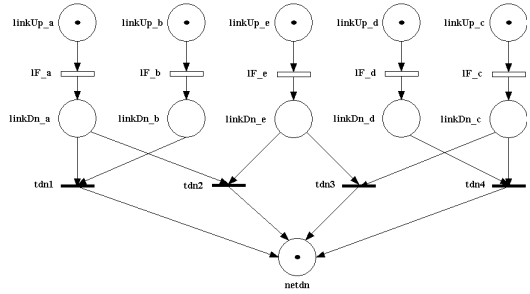 linkUp_a linkUp_b linkUp_e linkUp_d linkUp_c
lF_a lF_b lF_e lF_d lF_c
linkDn_a linkDn_b linkDn_e linkDn_d linkDn_c
tdn1 tdn2 tdn3 tdn4
netdn